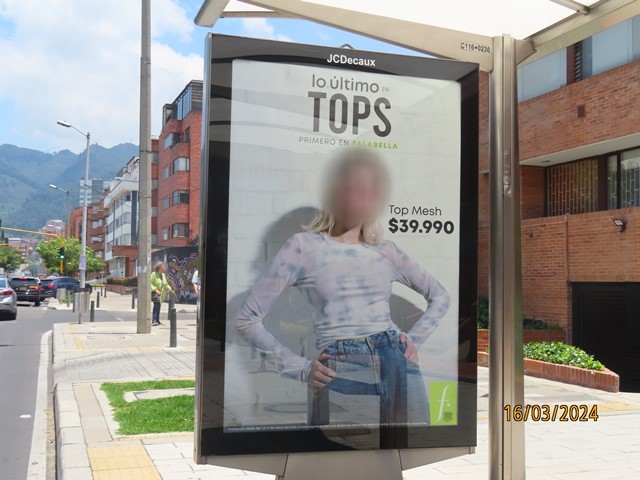 C116-0230
JCDecaux
lo último EN
TOPS
PRIMERO EN FALABELLA
Top Mesh
$39.990
f.
16/03/2024